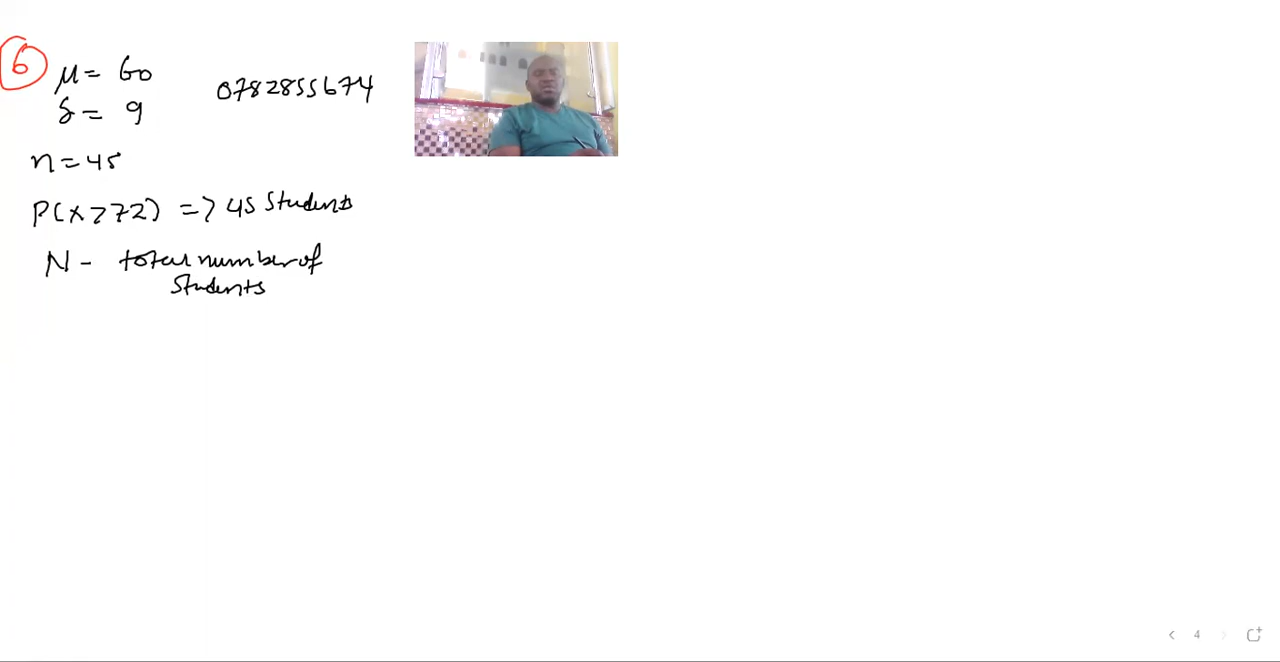 6
μ = 60
δ = 9
0782855674
n = 45
P(x > 72) => 45 students
N - total number of
students
4